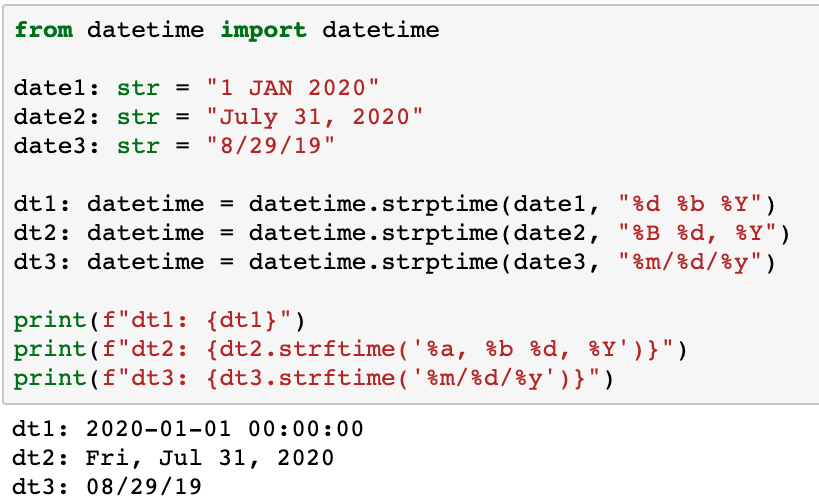 from datetime import datetime
date1: str = "1 JAN 2020"
date2: str = "July 31, 2020"
date3: str = "8/29/19"
dt1: datetime = datetime.strptime(date1, "%d %b %Y")
dt2: datetime = datetime.strptime(date2, "%B %d, %Y")
dt3: datetime = datetime.strptime(date3, "%m/%d/%y")
print(f"dt1: {dt1}")
print(f"dt2: {dt2.strftime('%a, %b %d, %Y')}")
print(f"dt3: {dt3.strftime('%m/%d/%y')}")
dt1: 2020-01-01 00:00:00
dt2: Fri, Jul 31, 2020
dt3: 08/29/19